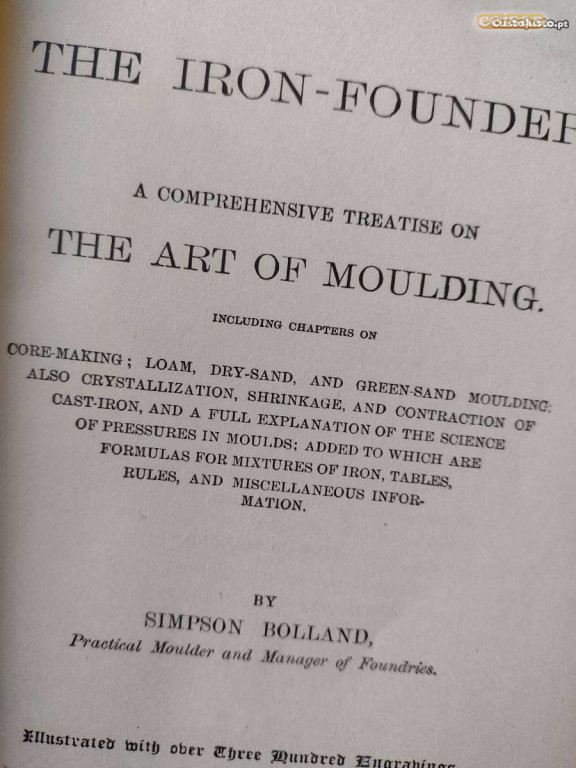 CustoJusto.pt
THE IRON-FOUNDER
A COMPREHENSIVE TREATISE ON
THE ART OF MOULDING.
INCLUDING CHAPTERS ON
CORE-MAKING; LOAM, DRY-SAND, AND GREEN-SAND MOULDING;
ALSO CRYSTALLIZATION, SHRINKAGE, AND CONTRACTION OF
CAST-IRON, AND A FULL EXPLANATION OF THE SCIENCE
OF PRESSURES IN MOULDS; ADDED TO WHICH ARE
FORMULAS FOR MIXTURES OF IRON, TABLES,
RULES, AND MISCELLANEOUS INFOR-
MATION.
BY
SIMPSON BOLLAND,
Practical Moulder and Manager of Foundries.
Illustrated with over Three Hundred Engravings